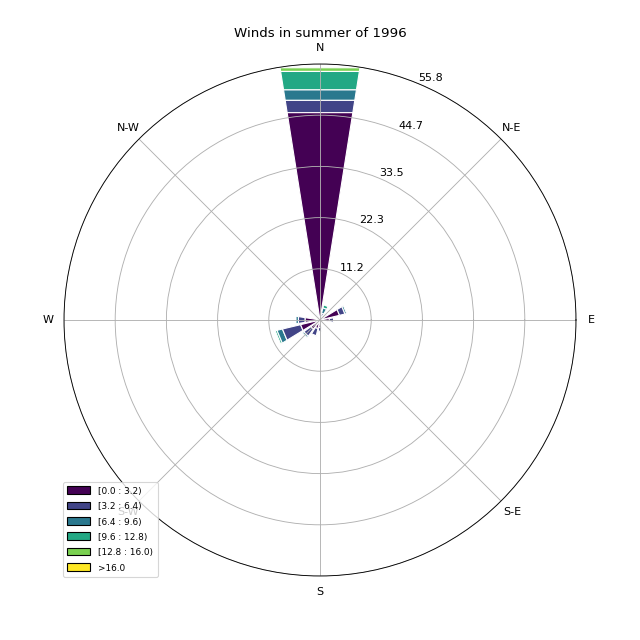 Winds in summer of 1996
N
55.8
N-W
N-E
44.7
33.5
22.3
11.2
W
E
[0.0 : 3.2)
[3.2 : 6.4)
[6.4 : 9.6)
[9.6 : 12.8)
[12.8 : 16.0)
>16.0
S-W
S-E
S